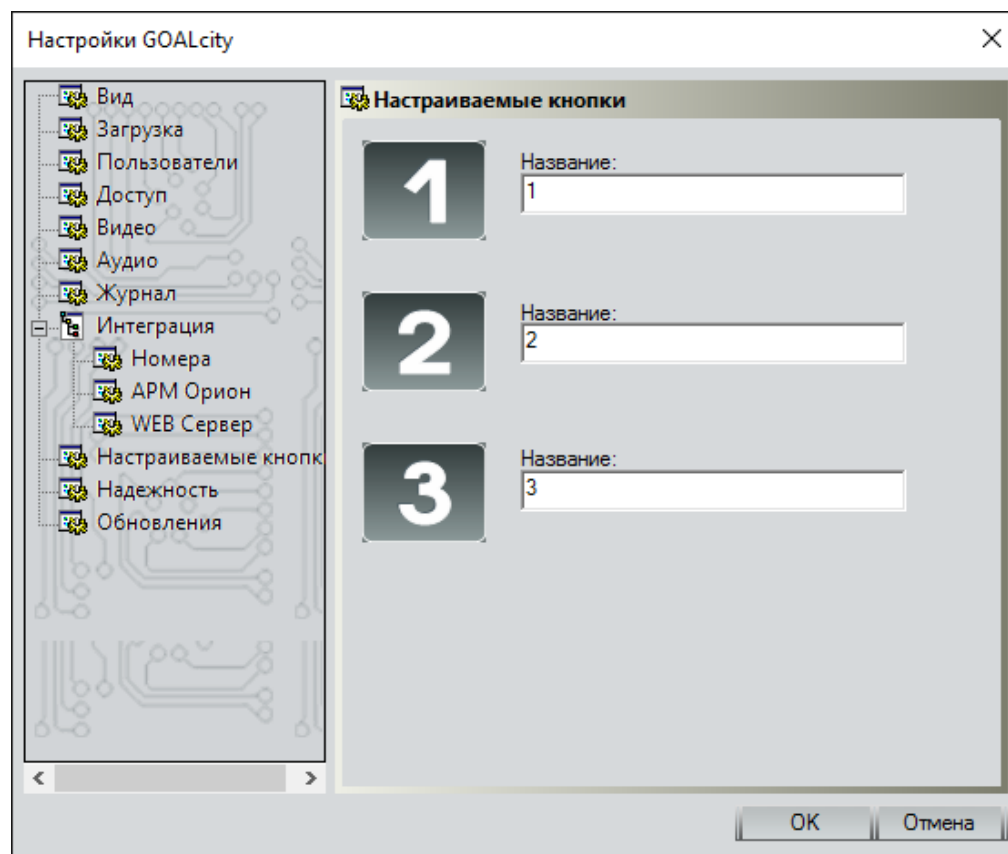 Настройки GOALcity
Вид
Загрузка
Пользователи
Доступ
Видео
Аудио
Журнал
Интеграция
Номера
АРМ Орион
WEB Сервер
Настраиваемые кнопк
Надежность
Обновления
Настраиваемые кнопки
1
Название:
1
2
Название:
2
3
Название:
3
OK
Отмена